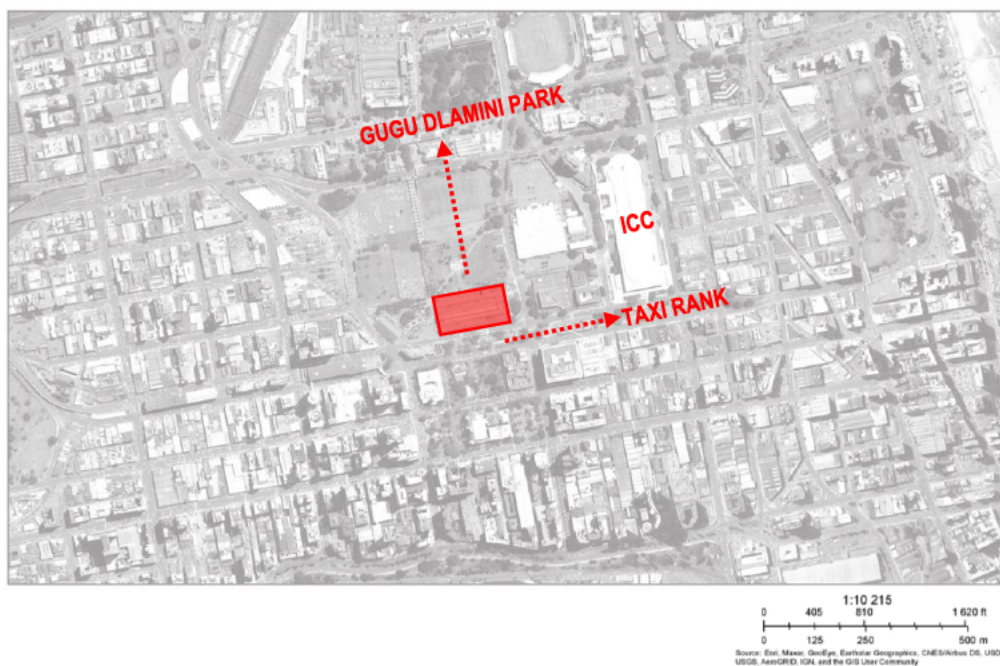 GUGU DLAMINI PARK
ICC
TAXI RANK
1:10 215
0 405 810 1 620 ft
0 125 250 500 m
Source: Esri, Maxar, GeoEye, Earthstar Geographics, CNES/Airbus DS, USD
USGS, AeroGRID, IGN, and the GIS User Community